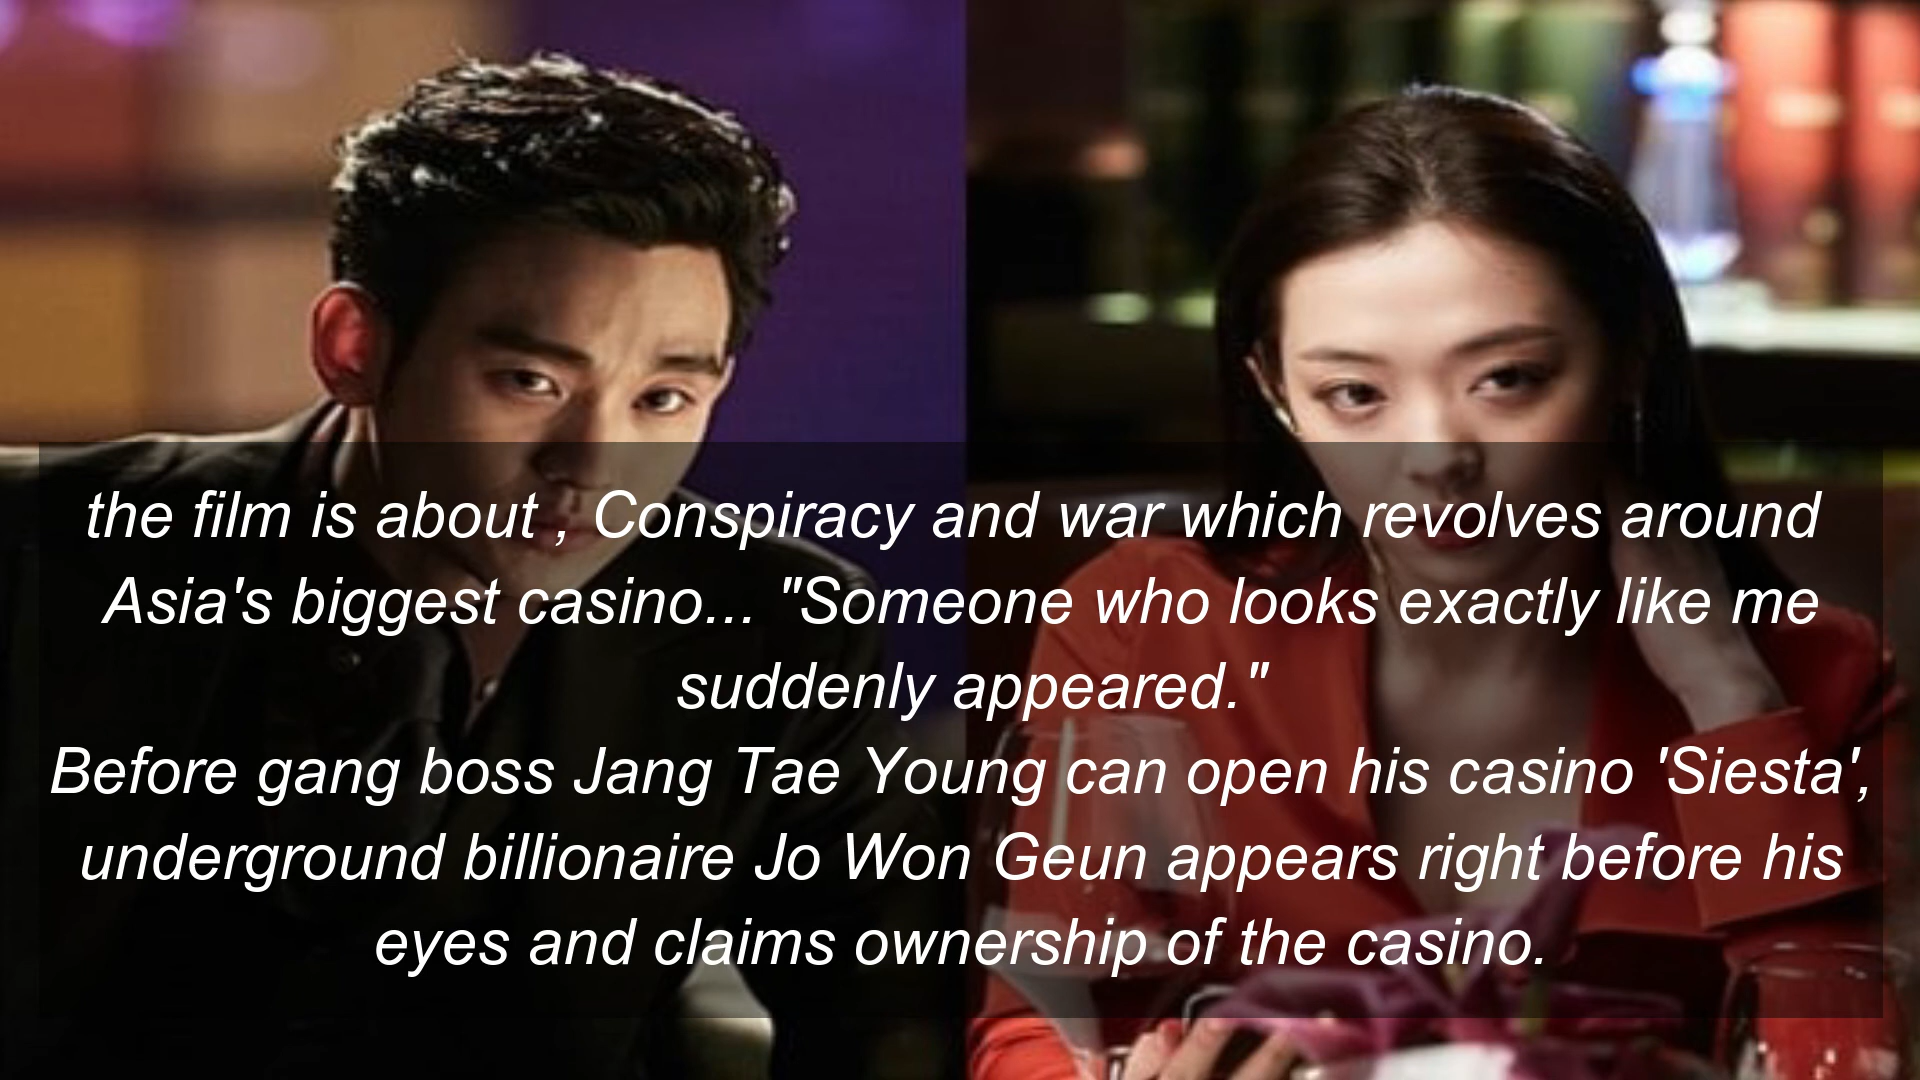 the film is about , Conspiracy and war which revolves around
Asia's biggest casino... "Someone who looks exactly like me
suddenly appeared."
Before gang boss Jang Tae Young can open his casino 'Siesta',
underground billionaire Jo Won Geun appears right before his
eyes and claims ownership of the casino.